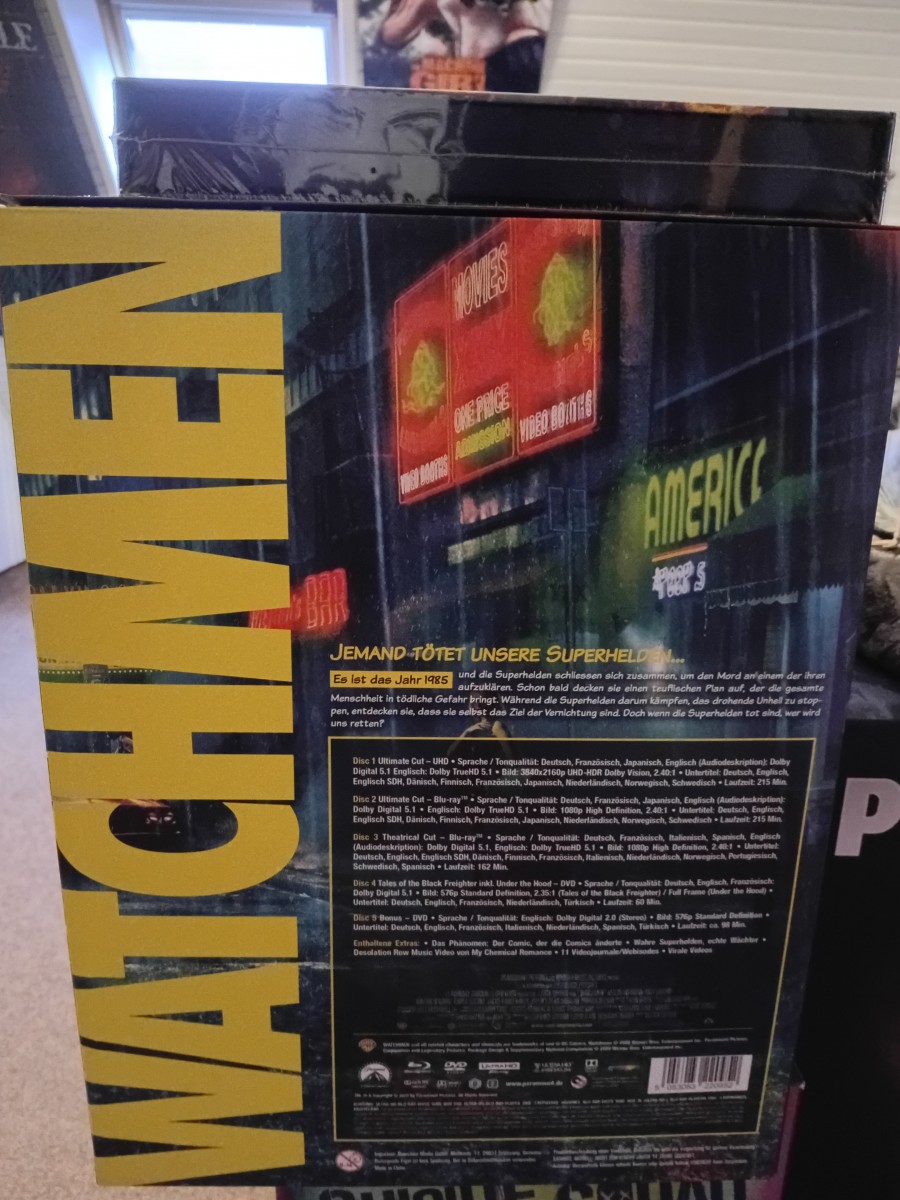 LE
WATCHMEN
MOVIES
ONE PRICE
ADMISSION
VIDEO BOOTHS
VIDEO BOOTHS
AMERICA
BAR
JEMAND TÖTET UNSERE SUPERHELDEN...
Es ist das Jahr 1985 und die Superhelden schliessen sich zusammen, um den Mord an einem der ihren
aufzuklären. Schon bald decken sie einen teuflischen Plan auf, der die gesamte
Menschheit in tödliche Gefahr bringt. Während die Superhelden darum kämpfen, das drohende Unheil zu stop-
pen, entdecken sie, dass sie selbst das Ziel der Vernichtung sind. Doch wenn die Superhelden tot sind, wer wird
uns retten?
Disc 1 Ultimate Cut – UHD • Sprache / Tonqualität: Deutsch, Französisch, Japanisch, Englisch (Audiodeskription): Dolby
Digital 5.1 Englisch: Dolby TrueHD 5.1 • Bild: 3840x2160p UHD-HDR Dolby Vision, 2.40:1 • Untertitel: Deutsch, Englisch,
Englisch SDH, Dänisch, Finnisch, Französisch, Japanisch, Niederländisch, Norwegisch, Schwedisch • Laufzeit: 215 Min.
Disc 2 Ultimate Cut – Blu-ray™ • Sprache / Tonqualität: Deutsch, Französisch, Japanisch, Englisch (Audiodeskription):
Dolby Digital 5.1 • Englisch: Dolby TrueHD 5.1 • Bild: 1080p High Definition, 2.40:1 • Untertitel: Deutsch, Englisch,
Englisch SDH, Dänisch, Finnisch, Französisch, Japanisch, Niederländisch, Norwegisch, Schwedisch • Laufzeit: 215 Min.
Disc 3 Theatrical Cut – Blu-ray™ • Sprache / Tonqualität: Deutsch, Französisch, Italienisch, Spanisch, Englisch
(Audiodeskription): Dolby Digital 5.1, Englisch: Dolby TrueHD 5.1 • Bild: 1080p High Definition, 2.40:1 • Untertitel:
Deutsch, Englisch, Englisch SDH, Dänisch, Finnisch, Französisch, Italienisch, Niederländisch, Norwegisch, Portugiesisch,
Schwedisch, Spanisch • Laufzeit: 162 Min.
Disc 4 Tales of the Black Freighter inkl. Under the Hood – DVD • Sprache / Tonqualität: Deutsch, Englisch, Französisch:
Dolby Digital 5.1 • Bild: 576p Standard Definition, 2.35:1 (Tales of the Black Freighter) / Full Frame (Under the Hood) •
Untertitel: Deutsch, Englisch, Französisch, Niederländisch, Türkisch • Laufzeit: 60 Min.
Disc 5 Bonus – DVD • Sprache / Tonqualität: Englisch: Dolby Digital 2.0 (Stereo) • Bild: 576p Standard Definition •
Untertitel: Deutsch, Englisch, Französisch, Italienisch, Niederländisch, Spanisch, Türkisch • Laufzeit: ca. 98 Min.
Enthaltene Extras: • Das Phänomen: Der Comic, der die Comics änderte • Wahre Superhelden, echte Wächter •
Desolation Row Music Video von My Chemical Romance • 11 Videojournale/Webisodes • Virale Videos
Blu-ray
DVD
ULTRA HD
www.paramount.de
P
SUICIDE SQUAD